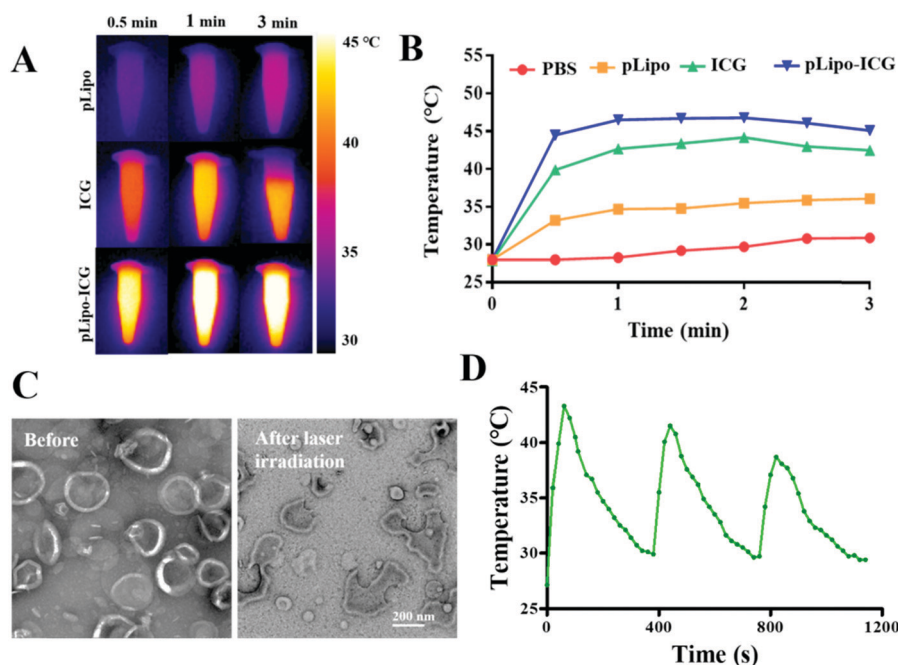 A
0.5 min 1 min 3 min
pLipo
ICG
pLipo-ICG
45 °C
40
35
30
B
PBS pLipo ICG pLipo-ICG
Temperature (°C)
55
50
45
40
35
30
25
0 1 2 3
Time (min)
C
Before
After laser
irradiation
200 nm
D
Temperature (°C)
45
40
35
30
25
0 400 800 1200
Time (s)